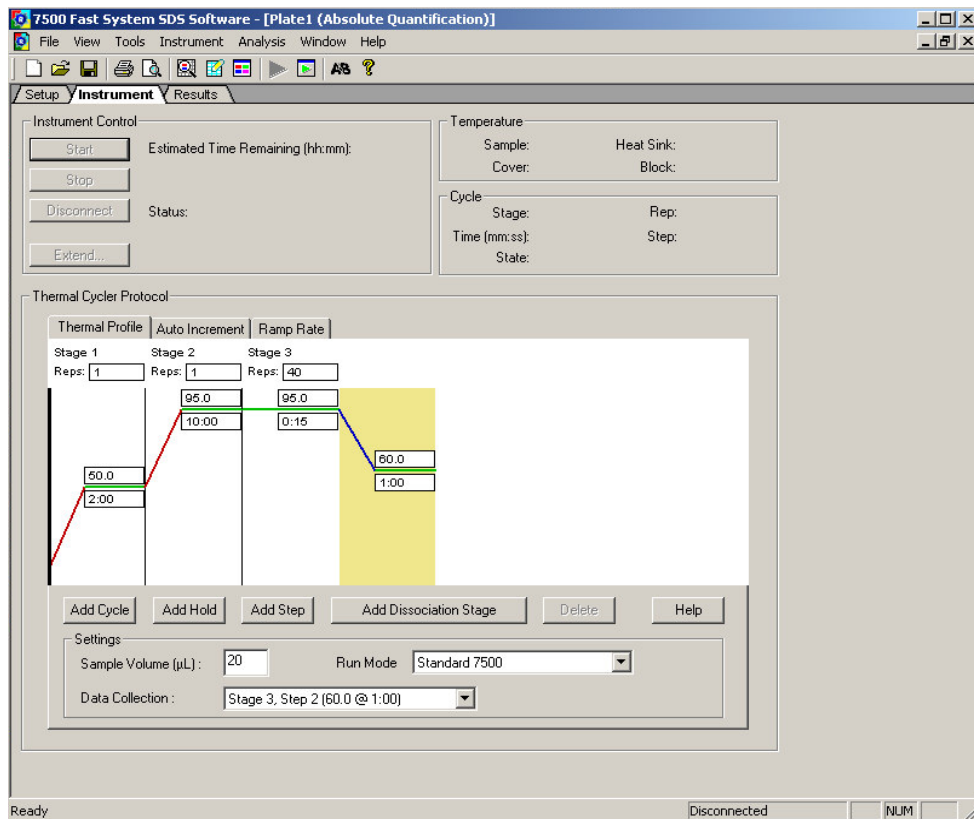 7500 Fast System SDS Software - [Plate1 (Absolute Quantification)]
File View Tools Instrument Analysis Window Help
Setup Instrument Results
Instrument Control
Start Estimated Time Remaining (hh:mm):
Stop
Disconnect Status:
Extend...
Temperature
Sample: Heat Sink:
Cover: Block:
Cycle
Stage: Rep:
Time (mm:ss): Step:
State:
Thermal Cycler Protocol
Thermal Profile Auto Increment Ramp Rate
Stage 1 Stage 2 Stage 3
Reps: 1 Reps: 1 Reps: 40
95.0 95.0
10:00 0:15
60.0
1:00
50.0
2:00
Add Cycle Add Hold Add Step Add Dissociation Stage Delete Help
Settings
Sample Volume (µL) : 20 Run Mode Standard 7500
Data Collection : Stage 3, Step 2 (60.0 @ 1:00)
Ready Disconnected NUM